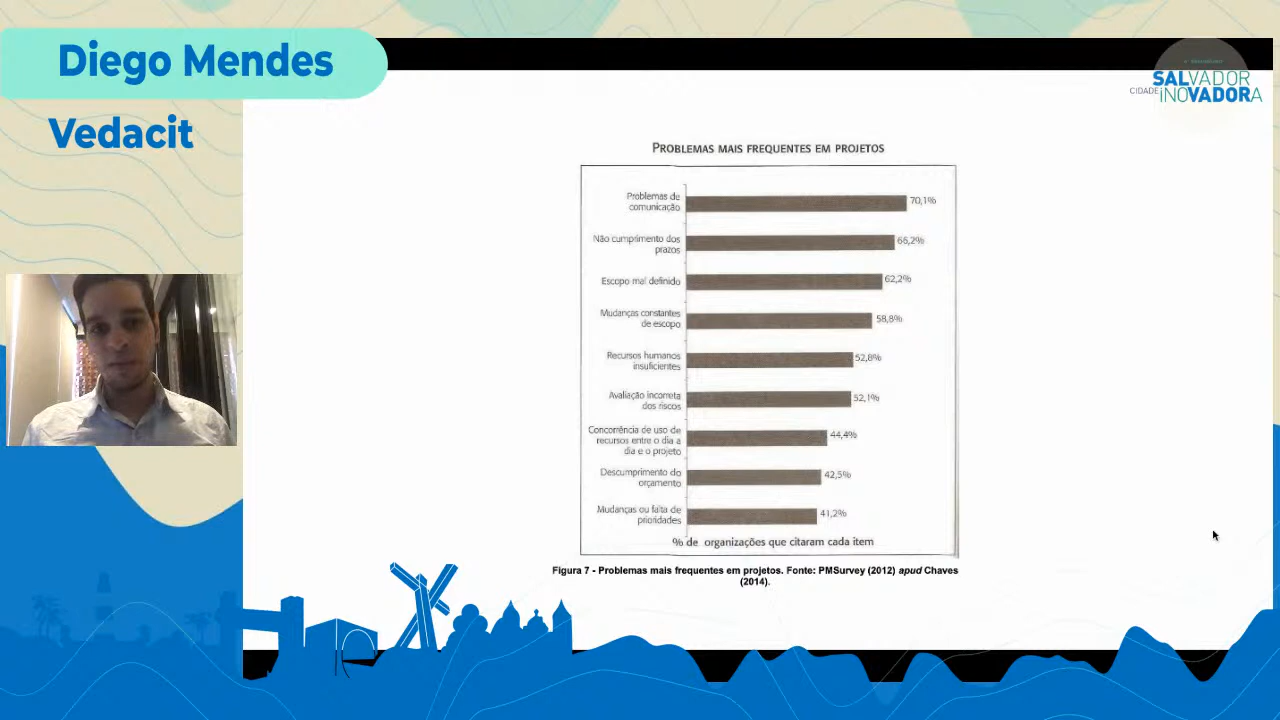 Diego Mendes
Vedacit
SALVADOR
CIDADE INOVADORA
PROBLEMAS MAIS FREQUENTES EM PROJETOS
Problemas de
comunicação
70,1%
Não cumprimento dos
prazos
66,2%
Escopo mal definido
62,2%
Mudanças constantes
de escopo
58,8%
Recursos humanos
insuficientes
52,8%
Avaliação incorreta
dos riscos
52,1%
Concorrência de uso de
recursos entre o dia a
dia e o projeto
44,4%
Descumprimento do
orçamento
42,5%
Mudanças ou falta de
prioridades
41,2%
% de organizações que citaram cada item
Figura 7 - Problemas mais frequentes em projetos. Fonte: PMSurvey (2012) apud Chaves
(2014).